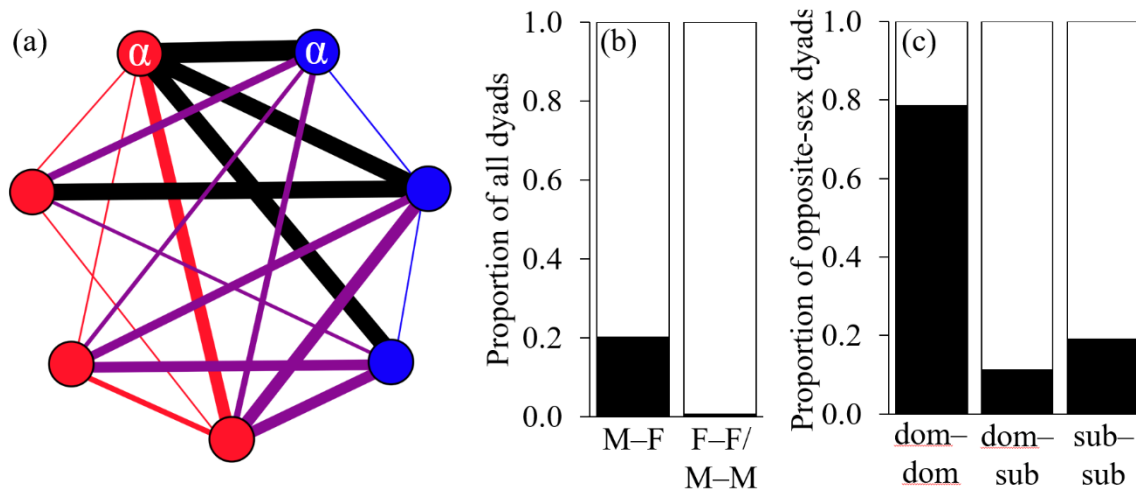 (a)
α
α
(b)
Proportion of all dyads
1.0
0.8
0.6
0.4
0.2
0.0
M–F
F–F/
M–M
(c)
Proportion of opposite-sex dyads
1.0
0.8
0.6
0.4
0.2
0.0
dom–
dom
dom–
sub
sub–
sub